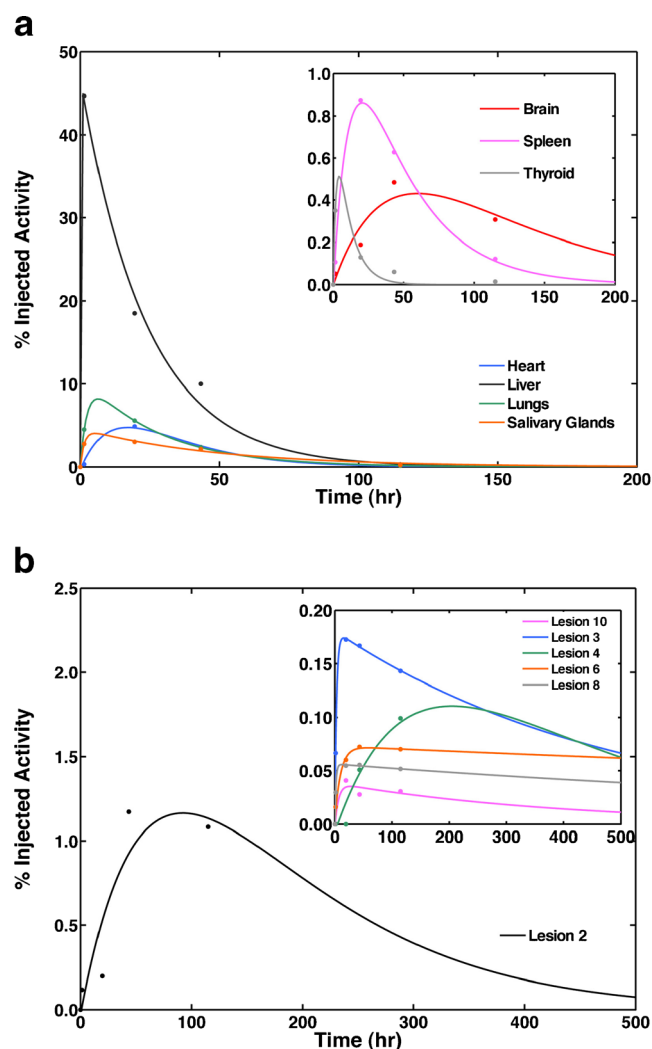 a
50
40
30
20
10
0
% Injected Activity
0 50 100 150 200
Time (hr)
1.0
0.8
0.6
0.4
0.2
0.0
0 50 100 150 200
Brain
Spleen
Thyroid
Heart
Liver
Lungs
Salivary Glands
b
2.5
2.0
1.5
1.0
0.5
0.0
% Injected Activity
0 100 200 300 400 500
Time (hr)
0.20
0.15
0.10
0.05
0.00
0 100 200 300 400 500
Lesion 10
Lesion 3
Lesion 4
Lesion 6
Lesion 8
Lesion 2